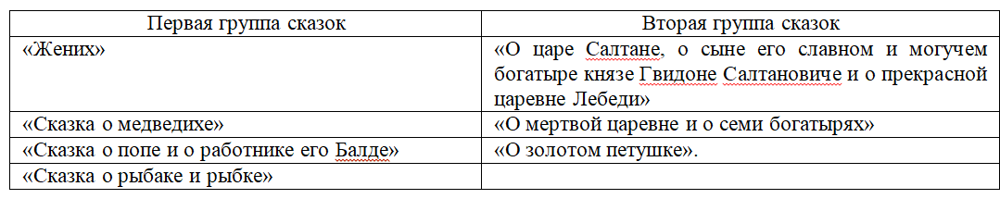 Первая группа сказок
Вторая группа сказок
«Жених»
«О царе Салтане, о сыне его славном и могучем
богатыре князе Гвидоне Салтановиче и о прекрасной
царевне Лебеди»
«Сказка о медведихе»
«О мертвой царевне и о семи богатырях»
«Сказка о попе и о работнике его Балде»
«О золотом петушке».
«Сказка о рыбаке и рыбке»